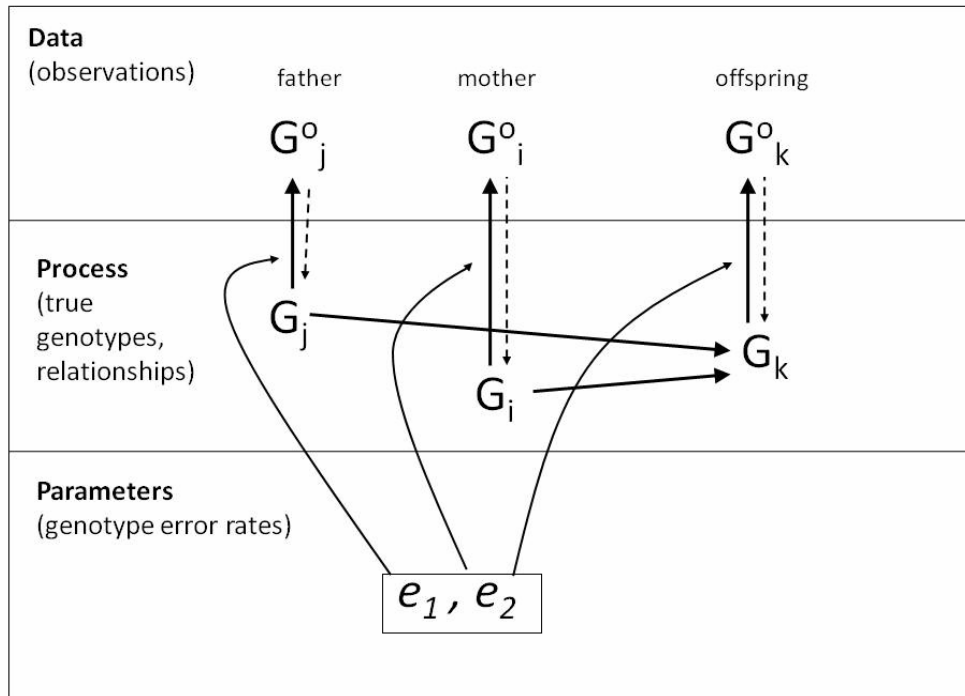 Data
(observations)
father mother offspring
Gᵒⱼ Gᵒᵢ Gᵒₖ
Process
(true
genotypes,
relationships)
Gⱼ
Gₖ
Gᵢ
Parameters
(genotype error rates)
e₁, e₂